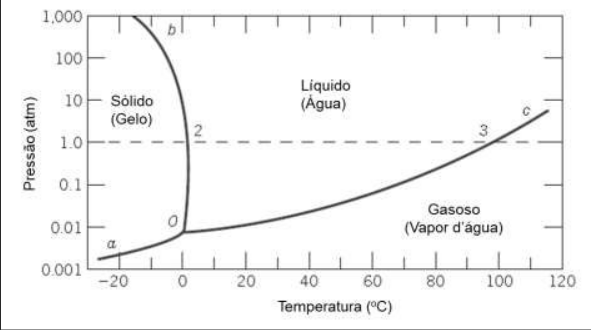 1,000
b
Sólido
(Gelo)
Líquido
(Água)
100
10
c
2
3
1.0
Pressão (atm)
0.1
O
Gasoso
(Vapor d'água)
0.01
a
0.001
−20
0
20
40
60
80
100
120
Temperatura (ºC)